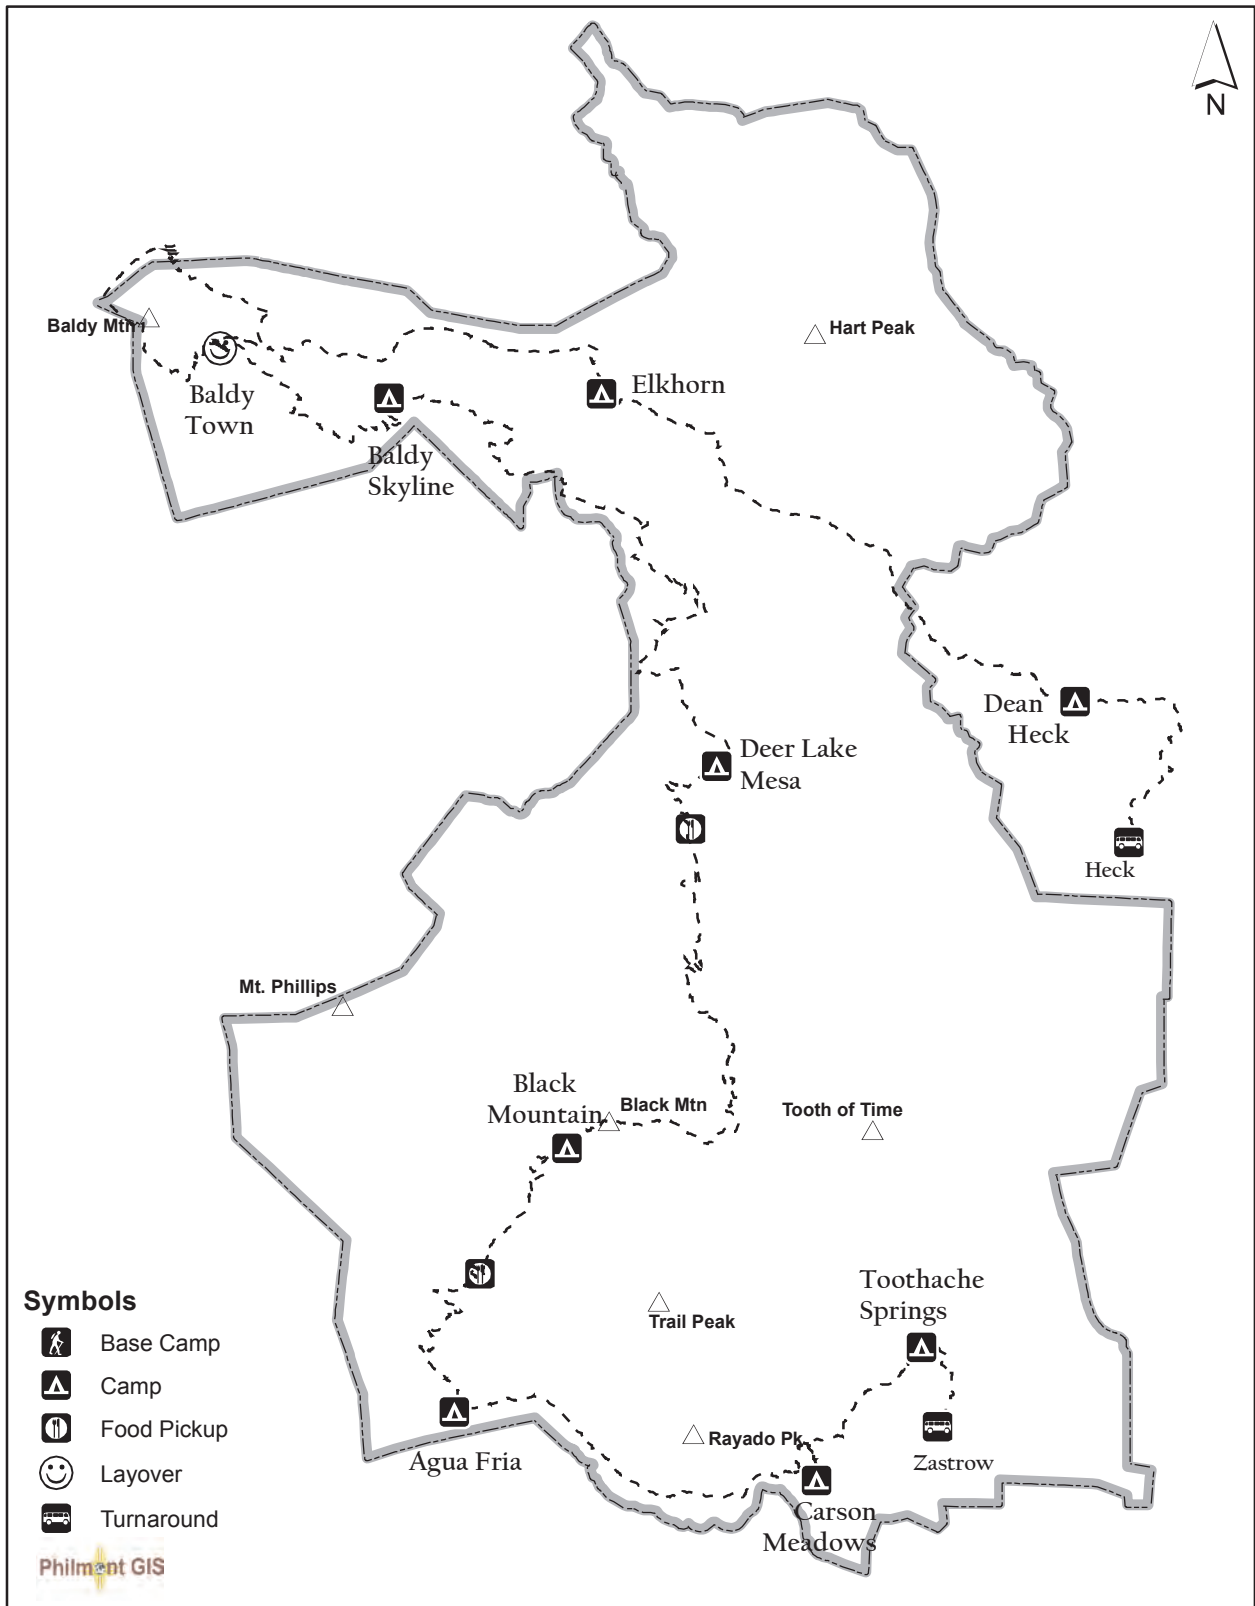 N
Hart Peak
Baldy Mtn
Elkhorn
Baldy
Town
Baldy
Skyline
Dean
Heck
Deer Lake
Mesa
Heck
Mt. Phillips
Black
Mountain
Black Mtn
Tooth of Time
Toothache
Springs
Trail Peak
Rayado Pk
Zastrow
Agua Fria
Carson
Meadows
Symbols
Base Camp
Camp
Food Pickup
Layover
Turnaround
Philmont GIS